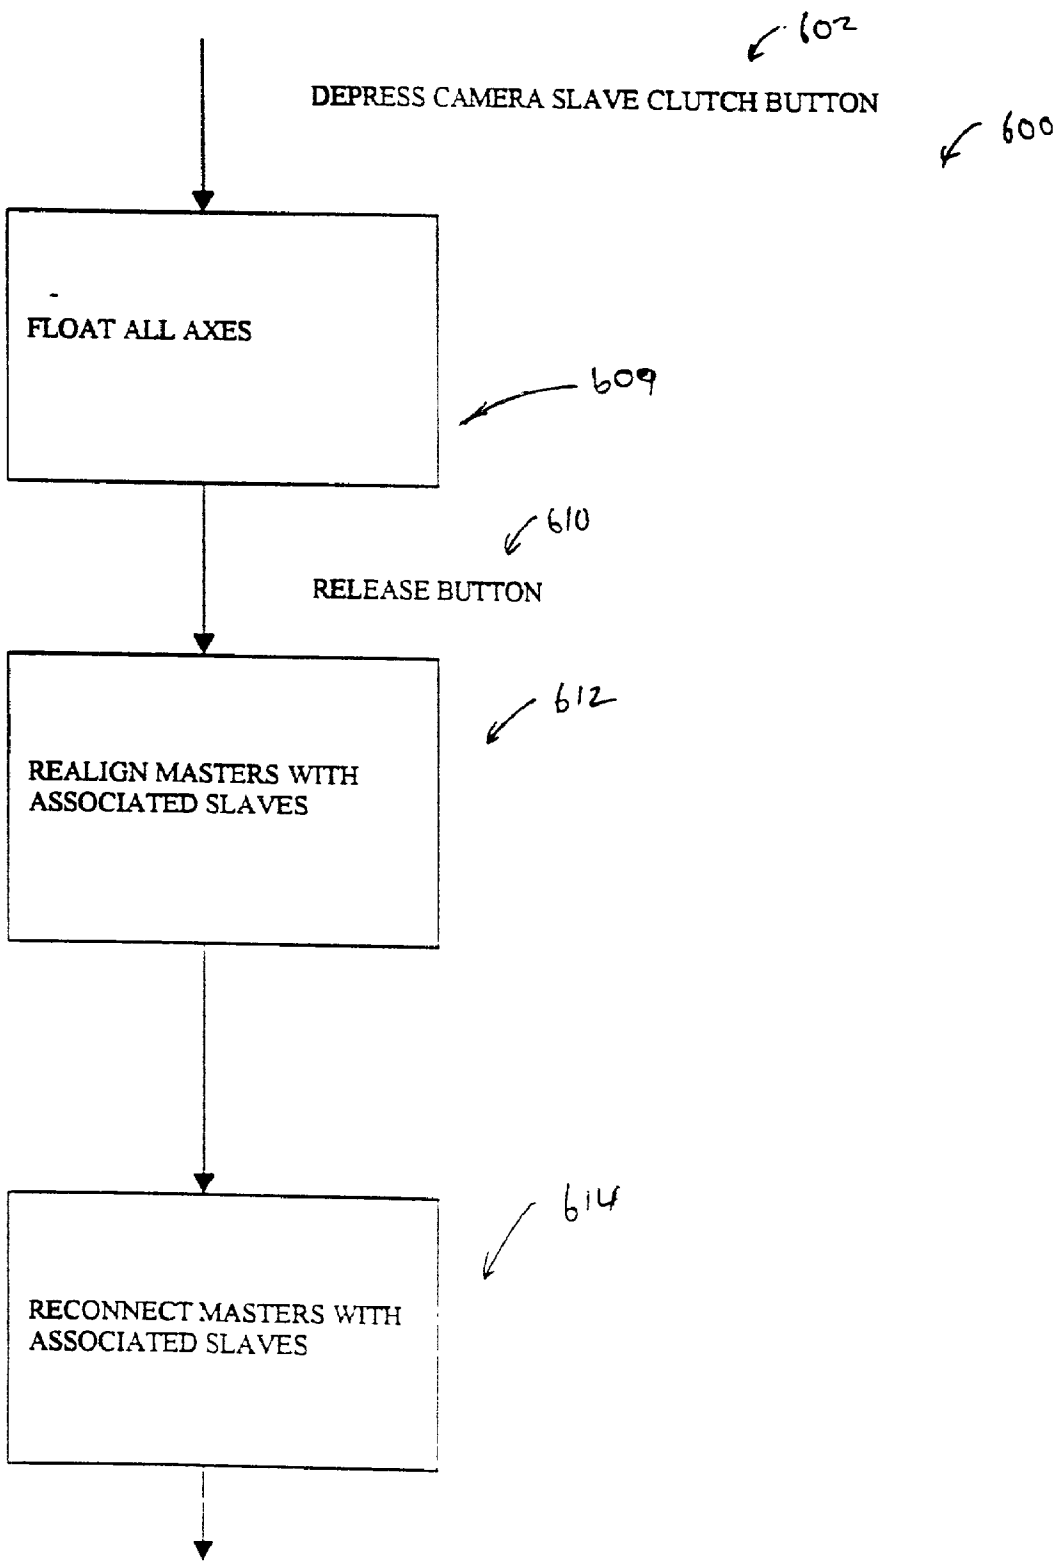 602
DEPRESS CAMERA SLAVE CLUTCH BUTTON
600
FLOAT ALL AXES
609
610
RELEASE BUTTON
612
REALIGN MASTERS WITH
ASSOCIATED SLAVES
614
RECONNECT MASTERS WITH
ASSOCIATED SLAVES